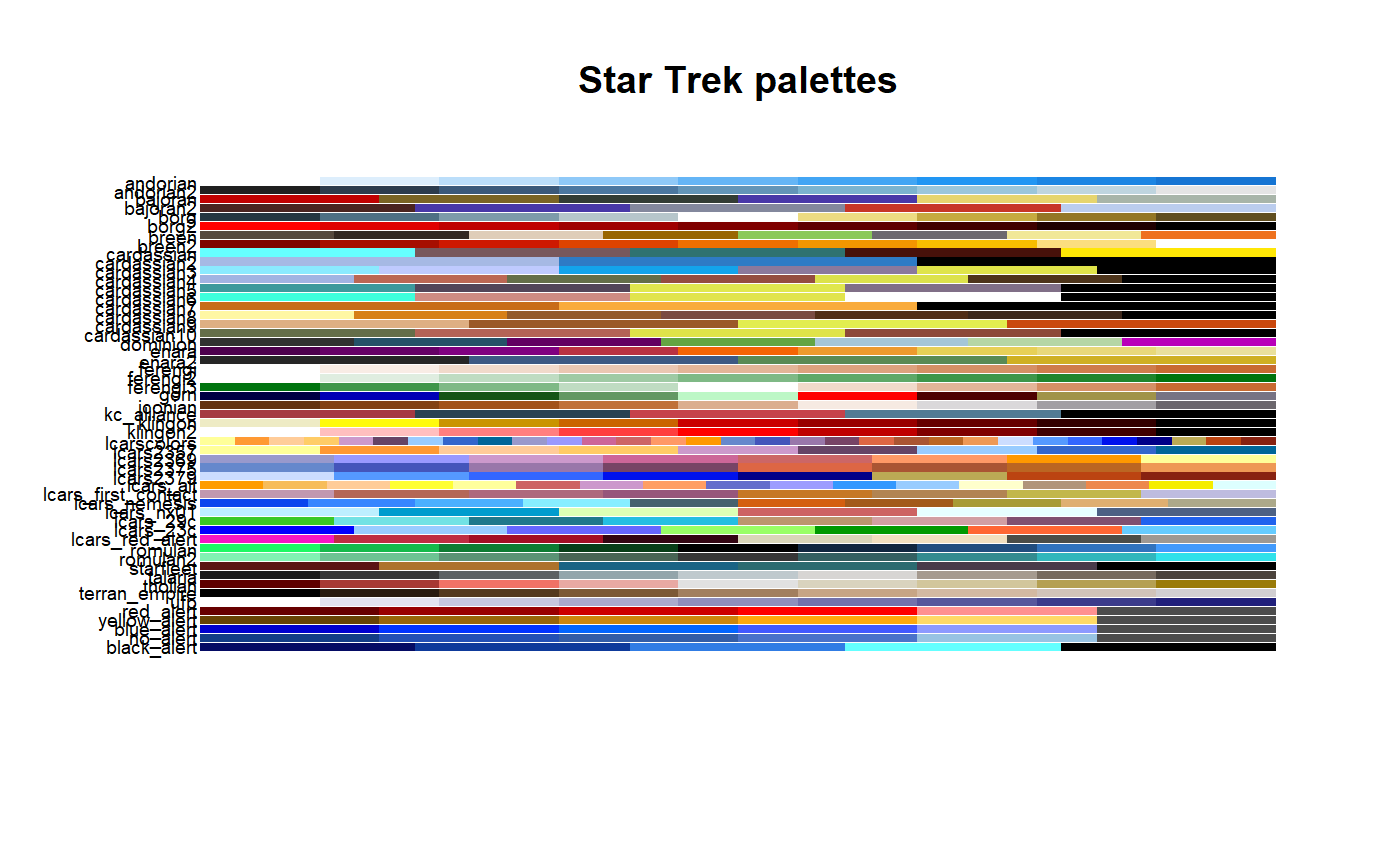 Star Trek palettes
andorian
andorian2
bajoran
bajoran2
borg
borg2
breen
breen2
cardassian
cardassian2
cardassian3
cardassian4
cardassian5
cardassian6
cardassian7
cardassian8
cardassian9
cardassian10
dominion
enara
enara2
ferengi
ferengi2
ferengi3
gorn
iconian
kc_alliance
klingon
klingon2
lcarscolors
lcars2357
lcars2369
lcars2375
lcars2379
lcars_alt
lcars_first_contact
lcars_nemesis
lcars_nx01
lcars_29c
lcars_23c
lcars_red_alert
romulan
romulan2
starfleet
talaria
tholian
terran_empire
ufp
red_alert
yellow_alert
blue_alert
no_alert
black_alert